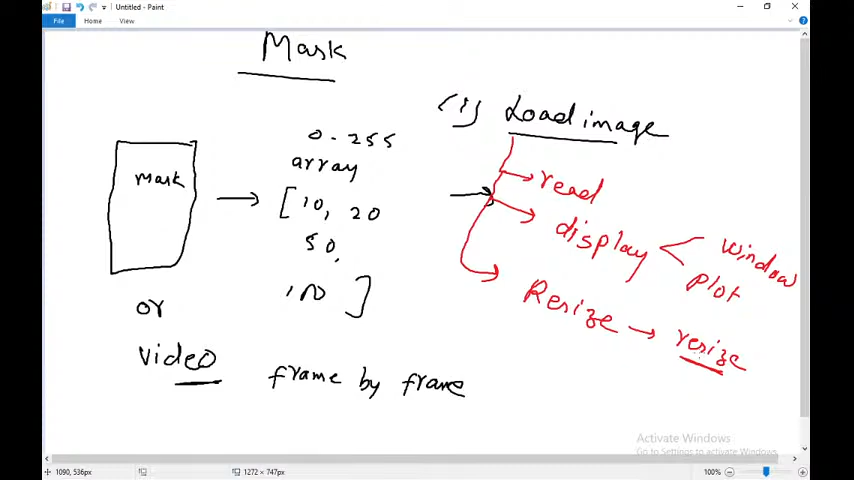 Untitled - Paint
File Home View
Mask
(1) Load image
0-255
array
mask
[10, 20
50,
100]
read
display
window
plot
Resize → resize
or
video
frame by frame
Activate Windows
Go to Settings to activate Windows.
1090, 536px
1272 × 747px
100%